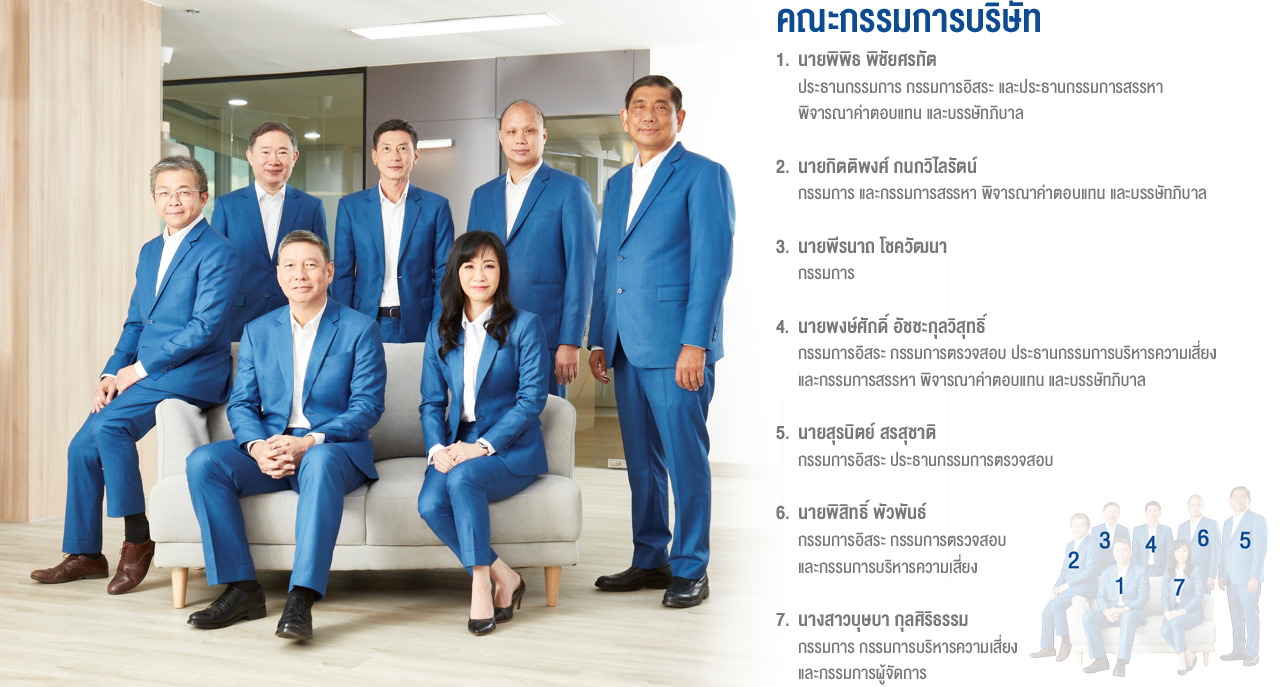 คณะกรรมการบริษัท
1. นายพิพิธ พิชัยศรทัต
ประธานกรรมการ กรรมการอิสระ และประธานกรรมการสรรหา
พิจารณาค่าตอบแทน และบรรษัทภิบาล
2. นายกิตติพงศ์ กนกวิไลรัตน์
กรรมการ และกรรมการสรรหา พิจารณาค่าตอบแทน และบรรษัทภิบาล
3. นายพีรนาถ โชควัฒนา
กรรมการ
4. นายพงษ์ศักดิ์ อัชชะกุลวิสุทธิ์
กรรมการอิสระ กรรมการตรวจสอบ ประธานกรรมการบริหารความเสี่ยง
และกรรมการสรรหา พิจารณาค่าตอบแทน และบรรษัทภิบาล
5. นายสุรนิตย์ สรสุชาติ
กรรมการอิสระ ประธานกรรมการตรวจสอบ
6. นายพิสิทธิ์ พัวพันธ์
กรรมการอิสระ กรรมการตรวจสอบ
และกรรมการบริหารความเสี่ยง
7. นางสาวบุษบา กุลศิริธรรม
กรรมการ กรรมการบริหารความเสี่ยง
และกรรมการผู้จัดการ
2
3
4
6
5
1
7